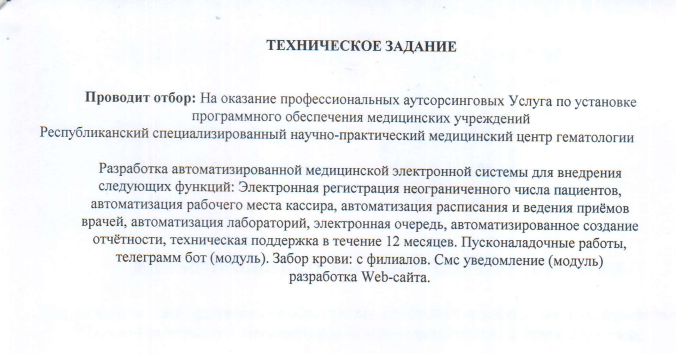 ТЕХНИЧЕСКОЕ ЗАДАНИЕ
Проводит отбор: На оказание профессиональных аутсорсинговых Услуга по установке
программного обеспечения медицинских учреждений
Республиканский специализированный научно-практический медицинский центр гематологии
Разработка автоматизированной медицинской электронной системы для внедрения
следующих функций: Электронная регистрация неограниченного числа пациентов,
автоматизация рабочего места кассира, автоматизация расписания и ведения приёмов
врачей, автоматизация лабораторий, электронная очередь, автоматизированное создание
отчётности, техническая поддержка в течение 12 месяцев. Пусконаладочные работы,
телеграмм бот (модуль). Забор крови: с филиалов. Смс уведомление (модуль)
разработка Web-сайта.